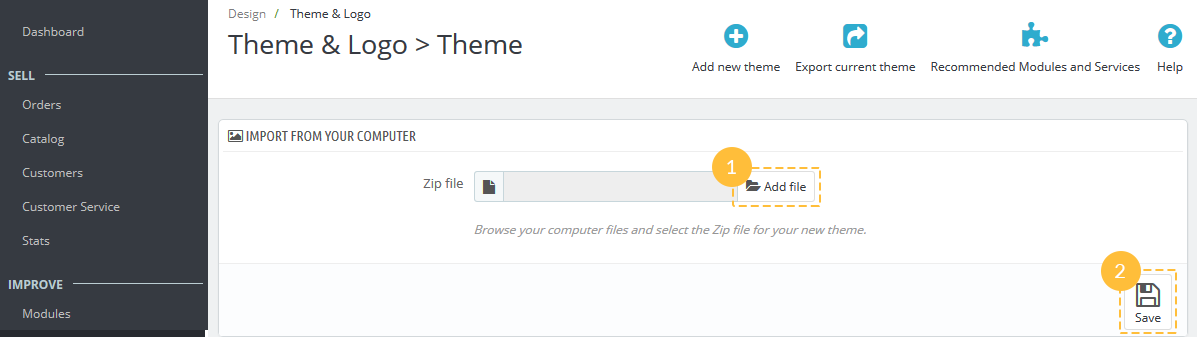 Dashboard
SELL
Orders
Catalog
Customers
Customer Service
Stats
IMPROVE
Modules
Design / Theme & Logo
Theme & Logo > Theme
Add new theme
Export current theme
Recommended Modules and Services
Help
IMPORT FROM YOUR COMPUTER
Zip file
1
Add file
Browse your computer files and select the Zip file for your new theme.
2
Save